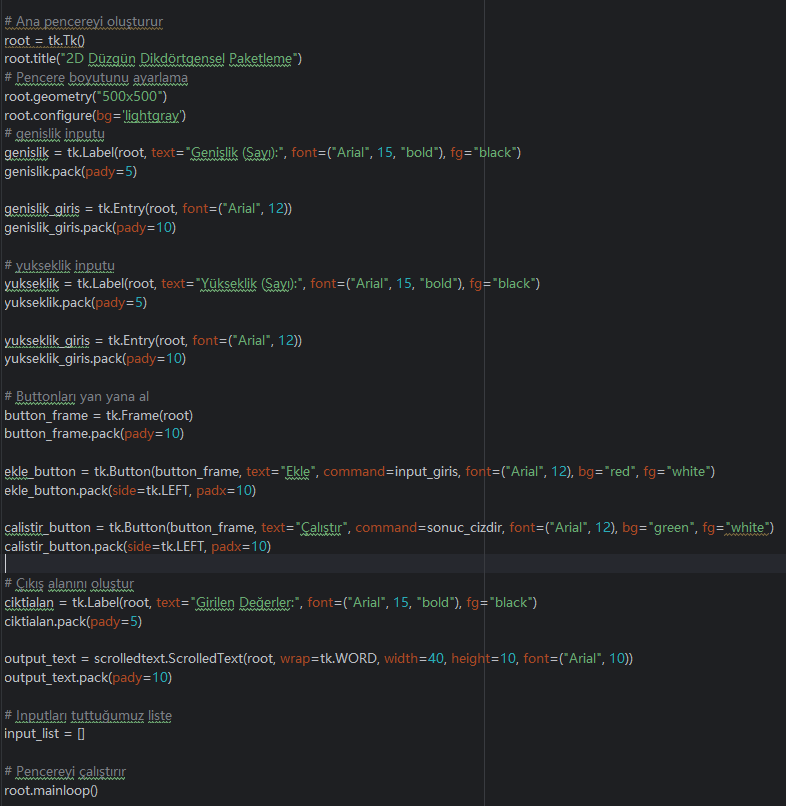 # Ana pencereyi oluşturur
root = tk.Tk()
root.title("2D Düzgün Dikdörtgensel Paketleme")
# Pencere boyutunu ayarlama
root.geometry("500x500")
root.configure(bg='lightgray')
# genişlik inputu
genişlik = tk.Label(root, text="Genişlik (Sayı):", font=("Arial", 15, "bold"), fg="black")
genislik.pack(pady=5)
genişlik_giris = tk.Entry(root, font=("Arial", 12))
genislik_giris.pack(pady=10)
# yukseklik inputu
yukseklik = tk.Label(root, text="Yükseklik (Sayı):", font=("Arial", 15, "bold"), fg="black")
yukseklik.pack(pady=5)
yukseklik_giris = tk.Entry(root, font=("Arial", 12))
yukseklik_giris.pack(pady=10)
# Buttonları yan yana al
button_frame = tk.Frame(root)
button_frame.pack(pady=10)
ekle_button = tk.Button(button_frame, text="Ekle", command=input_giris, font=("Arial", 12), bg="red", fg="white")
ekle_button.pack(side=tk.LEFT, padx=10)
calistir_button = tk.Button(button_frame, text="Çalıştır", command=sonuc_cizdir, font=("Arial", 12), bg="green", fg="white")
calistir_button.pack(side=tk.LEFT, padx=10)
# Çıkış alanını oluştur
ciktialan = tk.Label(root, text="Girilen Değerler:", font=("Arial", 15, "bold"), fg="black")
ciktialan.pack(pady=5)
output_text = scrolledtext.ScrolledText(root, wrap=tk.WORD, width=40, height=10, font=("Arial", 10))
output_text.pack(pady=10)
# Inputları tuttuğumuz liste
input_list = []
# Pencereyi çalıştırır
root.mainloop()